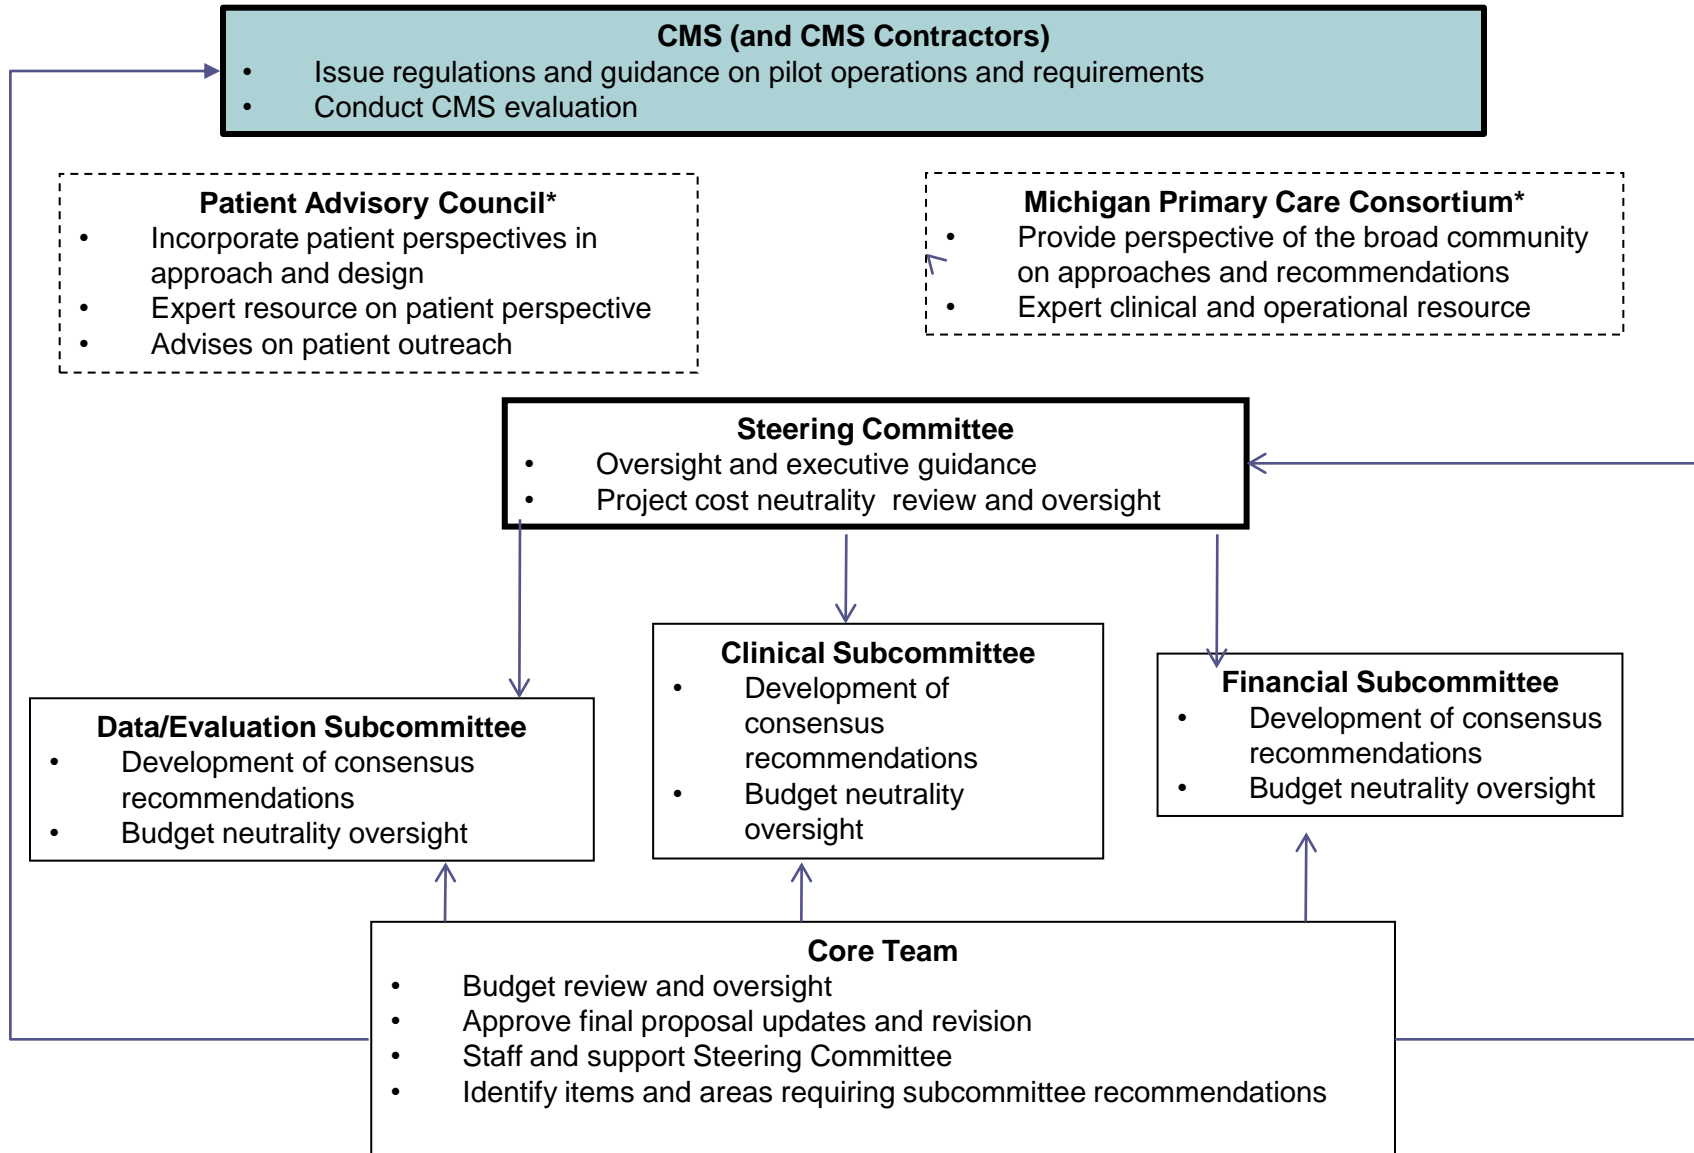 CMS (and CMS Contractors)
• Issue regulations and guidance on pilot operations and requirements
• Conduct CMS evaluation
Patient Advisory Council*
• Incorporate patient perspectives in
approach and design
• Expert resource on patient perspective
• Advises on patient outreach
Michigan Primary Care Consortium*
• Provide perspective of the broad community
on approaches and recommendations
• Expert clinical and operational resource
Steering Committee
• Oversight and executive guidance
• Project cost neutrality  review and oversight
Data/Evaluation Subcommittee
• Development of consensus
recommendations
• Budget neutrality oversight
Clinical Subcommittee
• Development of
consensus
recommendations
• Budget neutrality
oversight
Financial Subcommittee
• Development of consensus
recommendations
• Budget neutrality oversight
Core Team
• Budget review and oversight
• Approve final proposal updates and revision
• Staff and support Steering Committee
• Identify items and areas requiring subcommittee recommendations